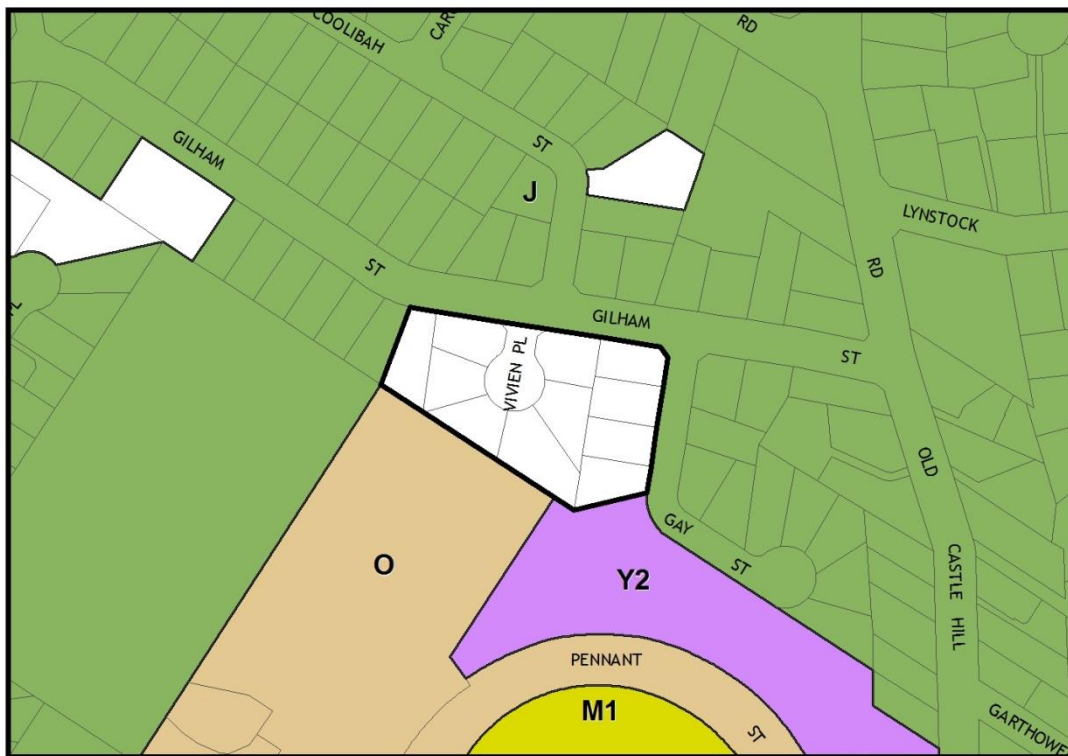 COOLIBAH
RD
GILHAM
ST
J
LYNSTOCK
RD
ST
GILHAM
ST
VIVIEN PL
OLD
GAY
ST
O
Y2
CASTLE HILL
PENNANT
M1
ST